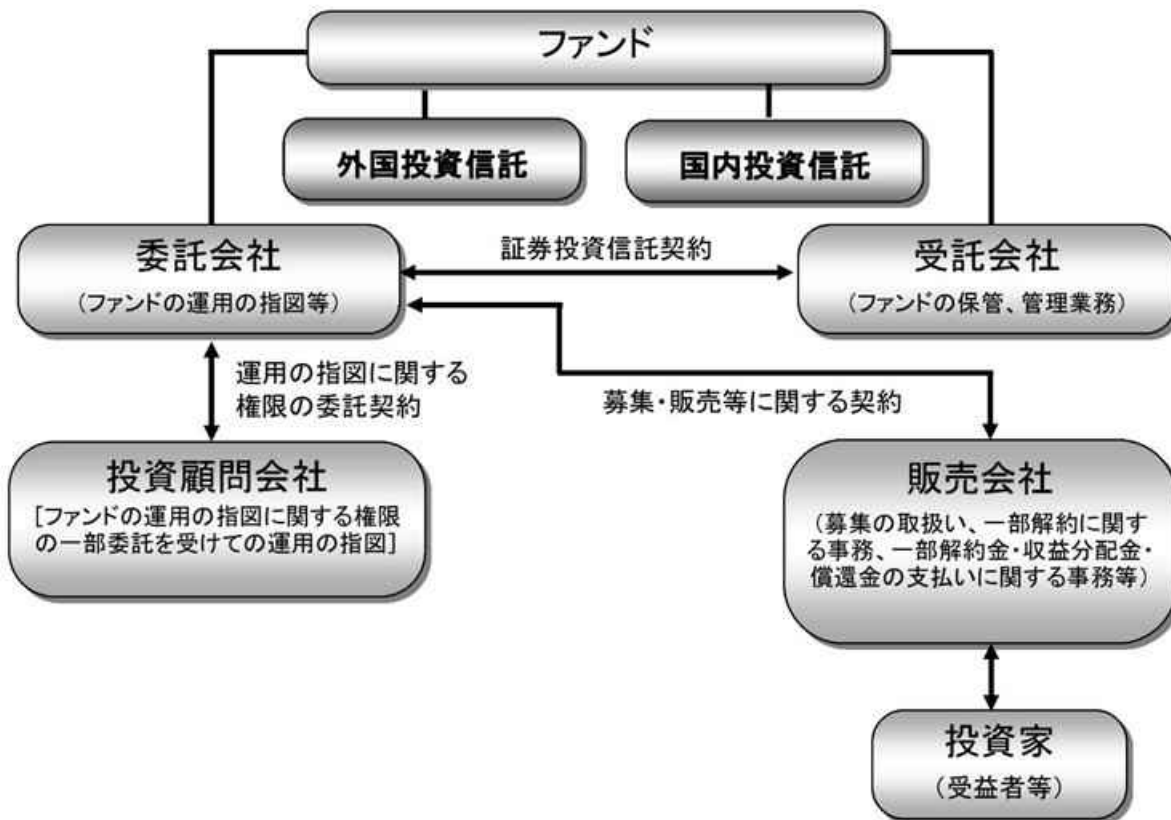 ファンド
外国投資信託
国内投資信託
委託会社
(ファンドの運用の指図等)
証券投資信託契約
受託会社
(ファンドの保管、管理業務)
運用の指図に関する
権限の委託契約
募集・販売等に関する契約
投資顧問会社
[ファンドの運用の指図に関する権限
の一部委託を受けての運用の指図]
販売会社
(募集の取扱い、一部解約に関す
る事務、一部解約金・収益分配金・
償還金の支払いに関する事務等)
投資家
(受益者等)